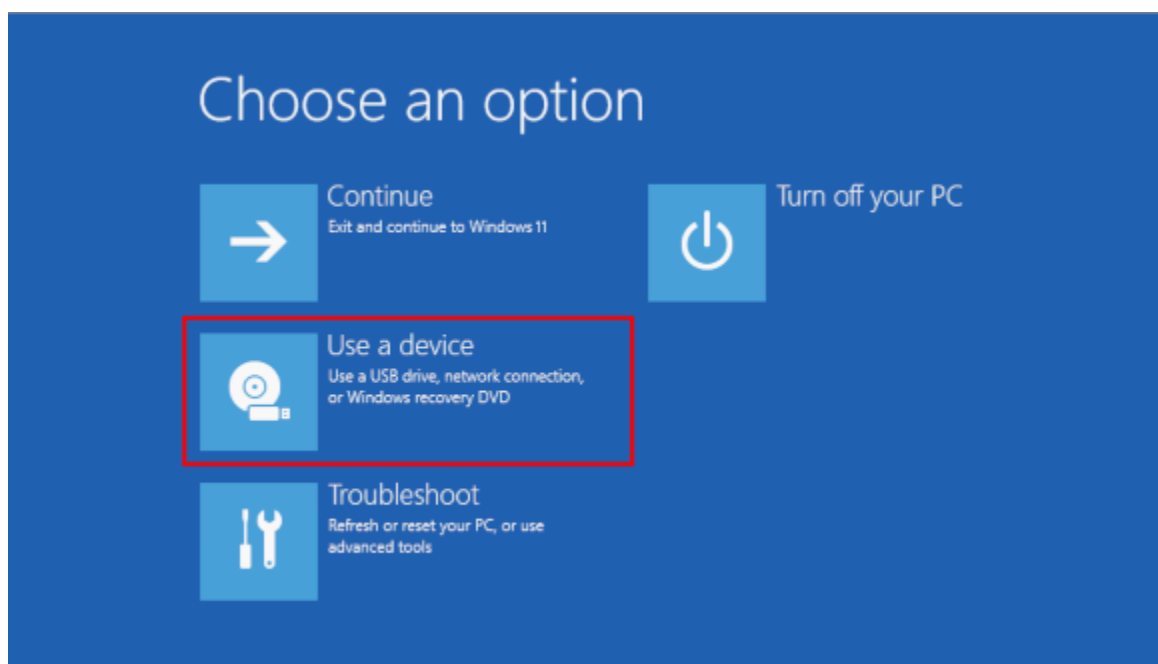 Choose an option
Continue
Exit and continue to Windows 11
Turn off your PC
Use a device
Use a USB drive, network connection,
or Windows recovery DVD
Troubleshoot
Refresh or reset your PC, or use
advanced tools